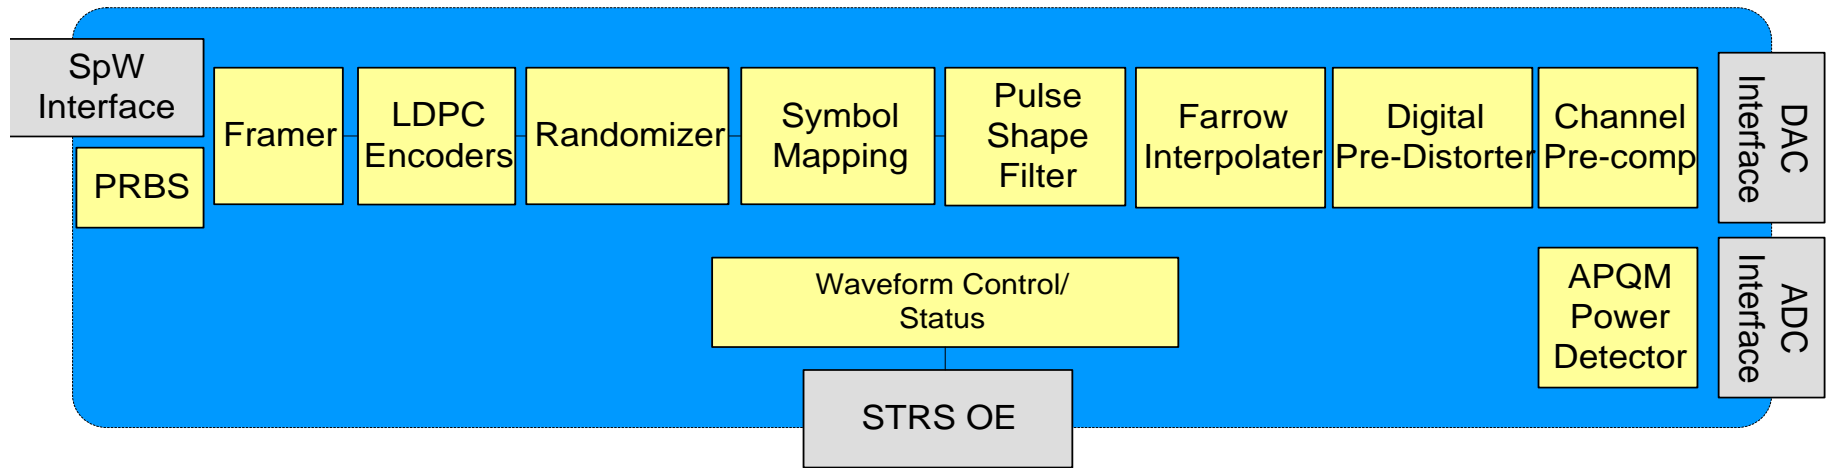 SpW
Interface
PRBS
Framer
LDPC
Encoders
Randomizer
Symbol
Mapping
Pulse
Shape
Filter
Farrow
Interpolater
Digital
Pre-Distorter
Channel
Pre-comp
DAC
Interface
Waveform Control/
Status
APQM
Power
Detector
ADC
Interface
STRS OE